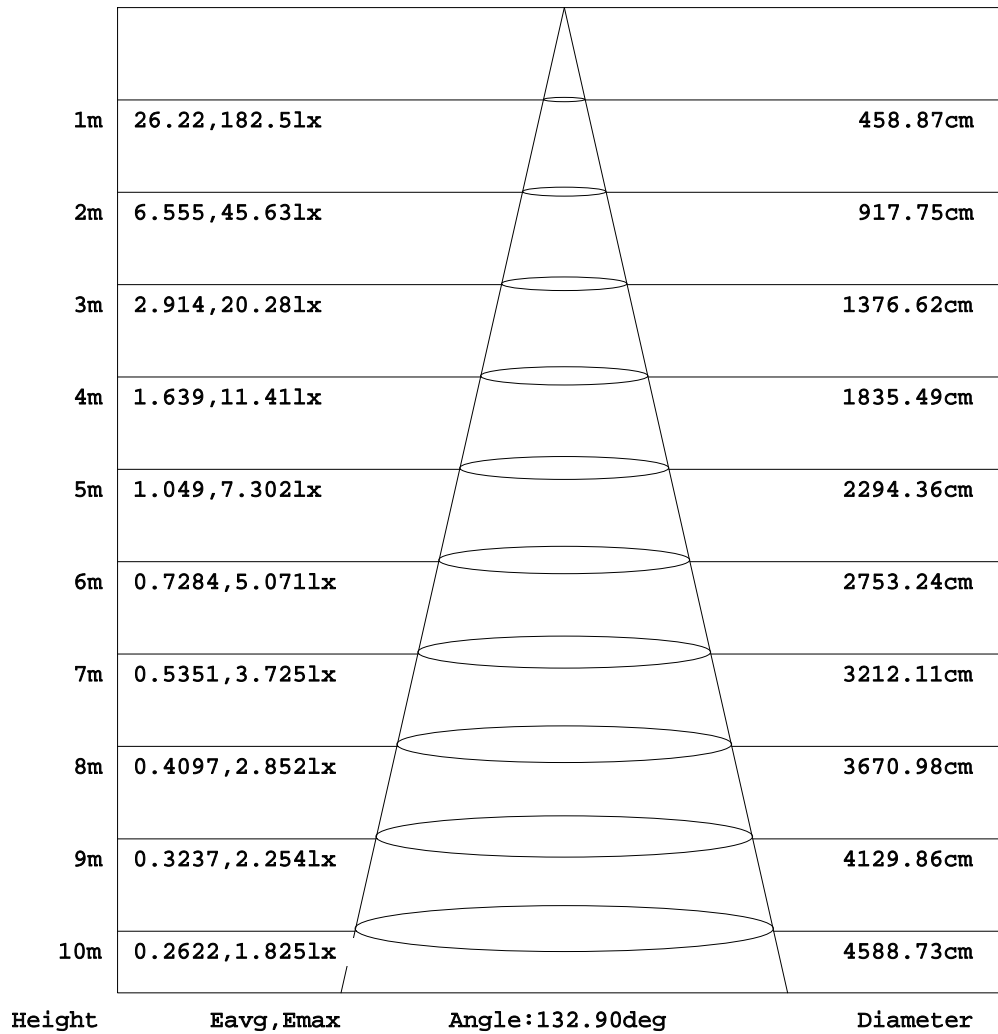 1m 26.22,182.5lx 458.87cm
2m 6.555,45.63lx 917.75cm
3m 2.914,20.28lx 1376.62cm
4m 1.639,11.41lx 1835.49cm
5m 1.049,7.302lx 2294.36cm
6m 0.7284,5.071lx 2753.24cm
7m 0.5351,3.725lx 3212.11cm
8m 0.4097,2.852lx 3670.98cm
9m 0.3237,2.254lx 4129.86cm
10m 0.2622,1.825lx 4588.73cm
Height Eavg,Emax Angle:132.90deg Diameter